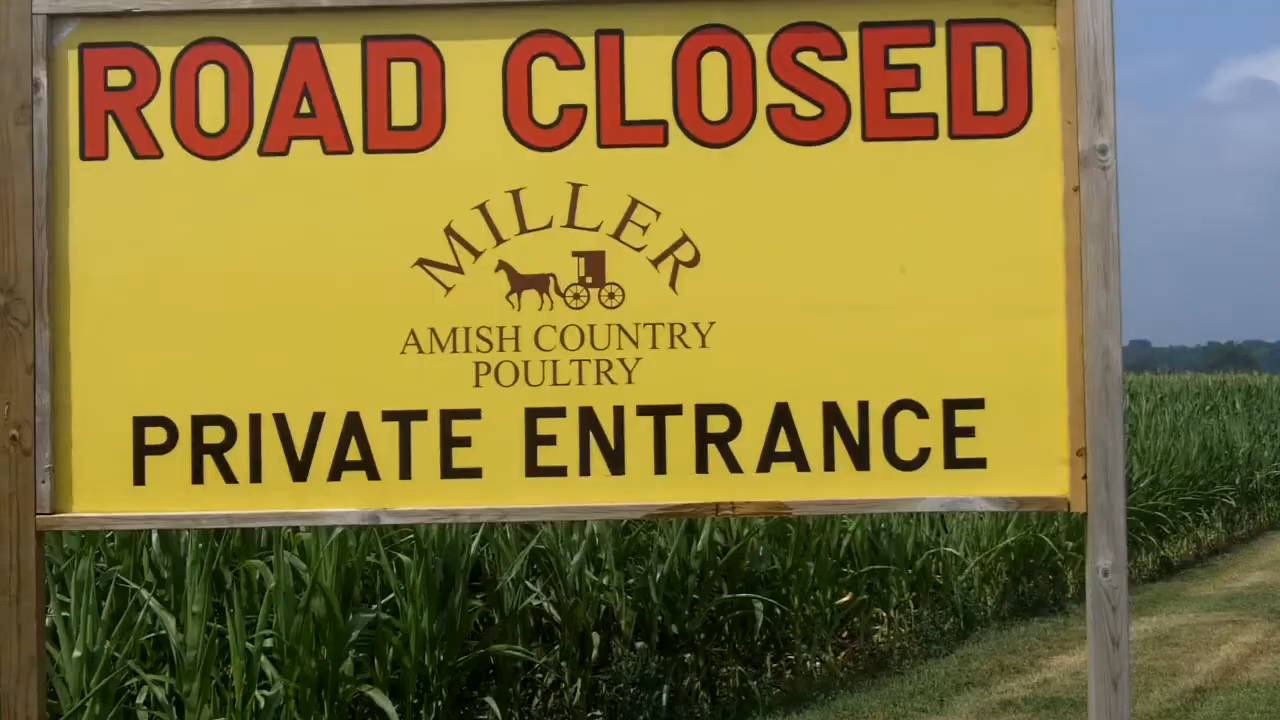 ROAD CLOSED
MILLER
AMISH COUNTRY
POULTRY
PRIVATE ENTRANCE